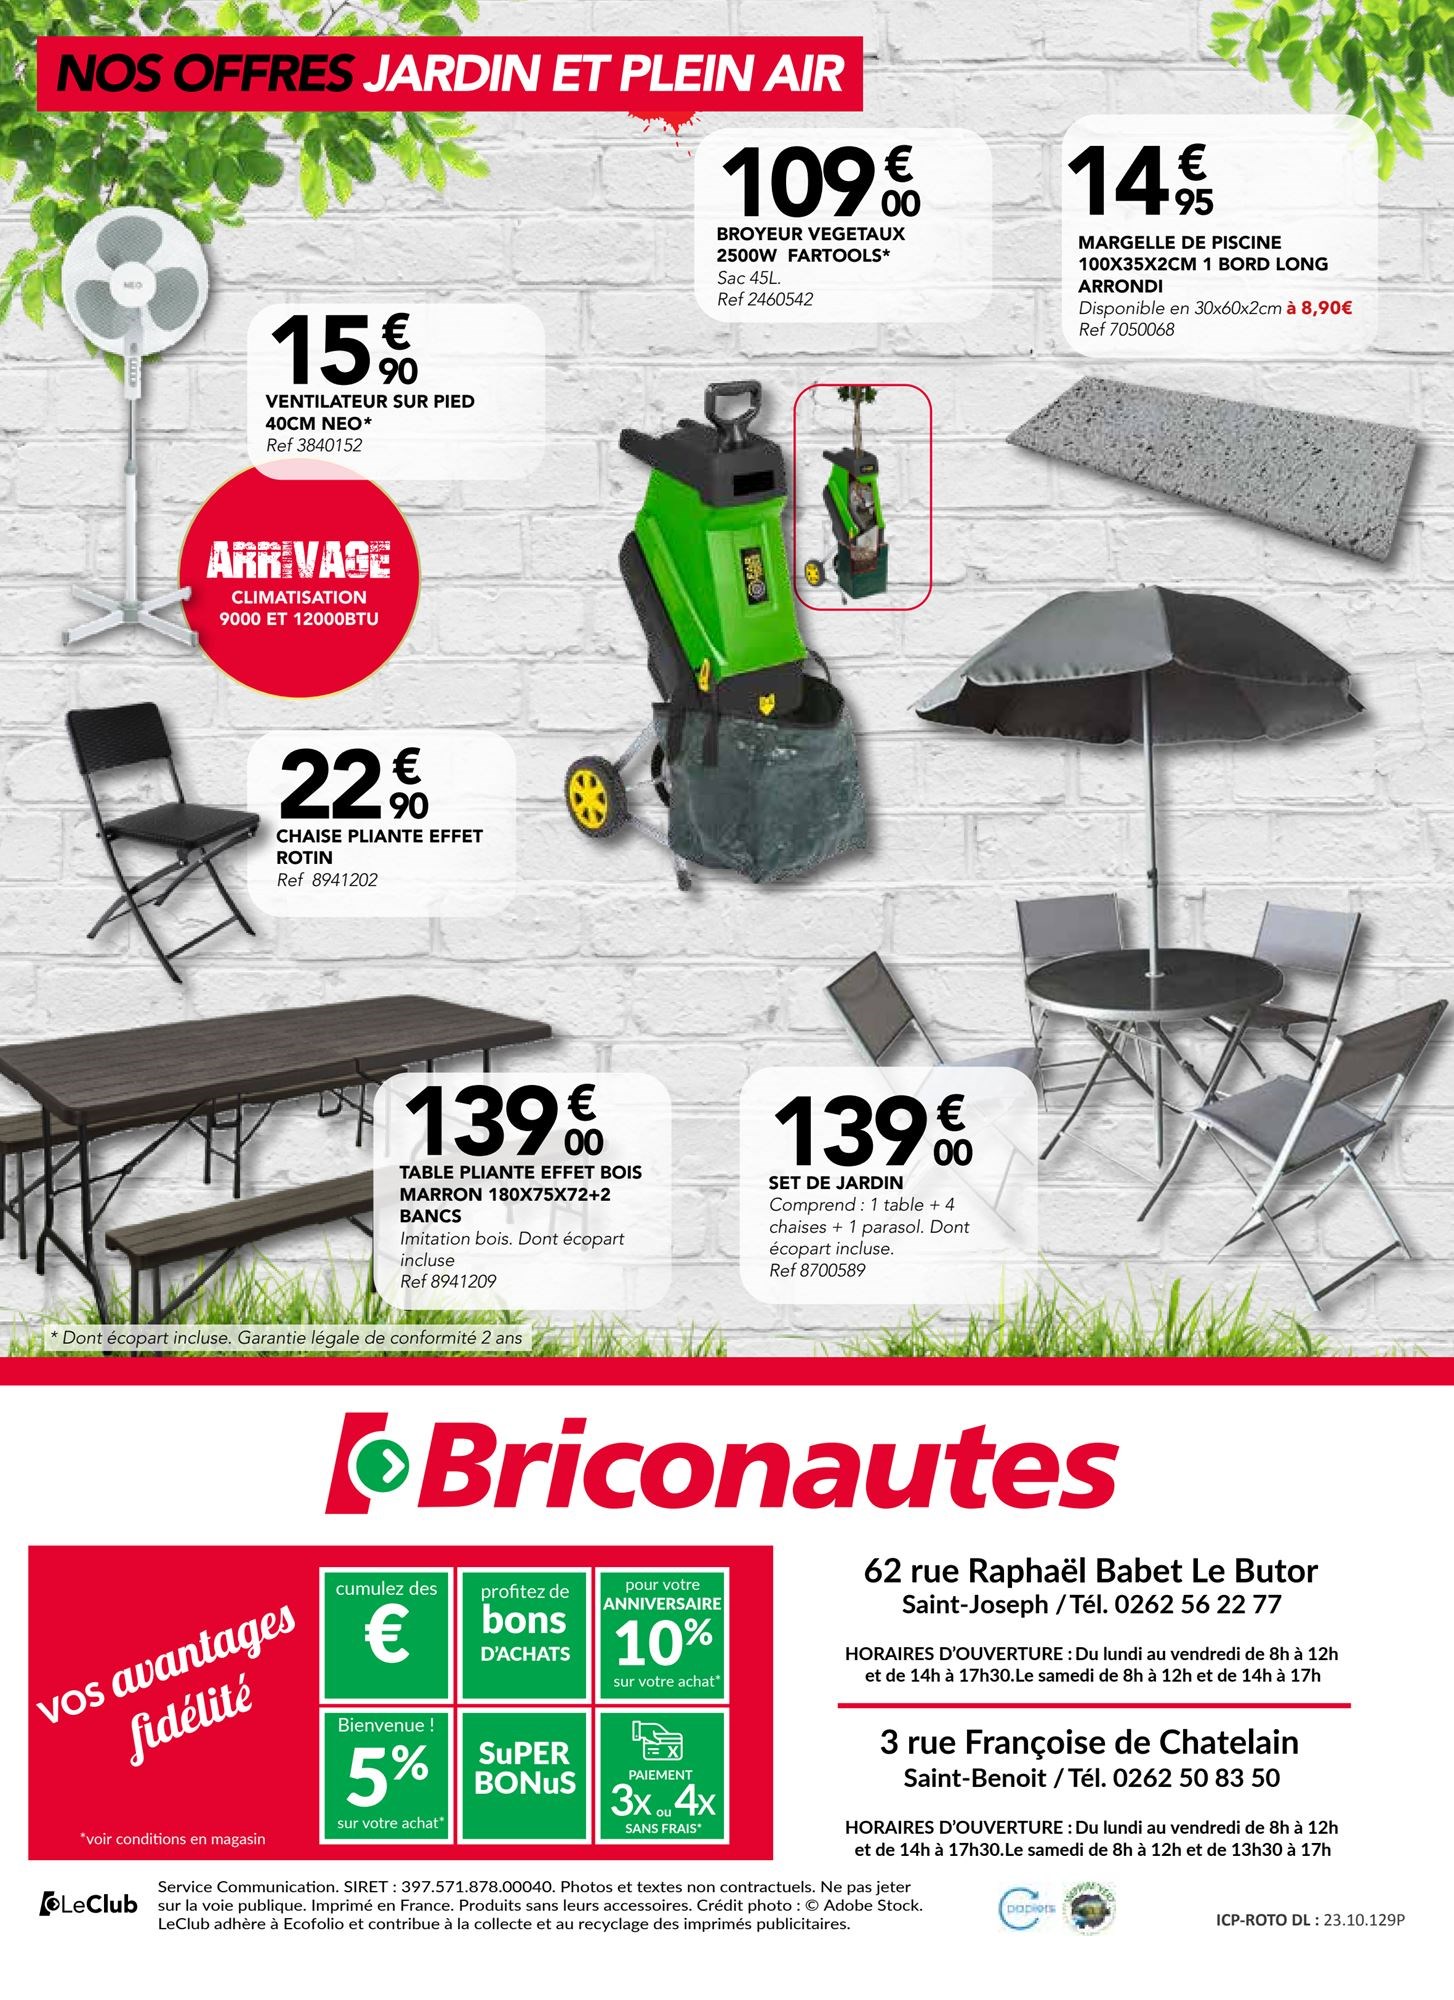 NOS OFFRES JARDIN ET PLEIN AIR
109€00
BROYEUR VEGETAUX
2500W FARTOOLS*
Sac 45L.
Ref 2460542
14€95
MARGELLE DE PISCINE
100X35X2CM 1 BORD LONG
ARRONDI
Disponible en 30x60x2cm à 8,90€
Ref 7050068
NEO
15€90
VENTILATEUR SUR PIED
40CM NEO*
Ref 3840152
ARRIVAGE
CLIMATISATION
9000 ET 12000BTU
22€90
CHAISE PLIANTE EFFET
ROTIN
Ref 8941202
139€00
TABLE PLIANTE EFFET BOIS
MARRON 180X75X72+2
BANCS
Imitation bois. Dont écopart
incluse
Ref 8941209
139€00
SET DE JARDIN
Comprend : 1 table + 4
chaises + 1 parasol. Dont
écopart incluse.
Ref 8700589
* Dont écopart incluse. Garantie légale de conformité 2 ans
Briconautes
vos avantages
fidélité
*voir conditions en magasin
cumulez des
€
profitez de
bons
D'ACHATS
pour votre
ANNIVERSAIRE
10%
sur votre achat*
Bienvenue !
5%
sur votre achat*
SuPER
BONuS
PAIEMENT
3x ou 4x
SANS FRAIS*
62 rue Raphaël Babet Le Butor
Saint-Joseph / Tél. 0262 56 22 77
HORAIRES D'OUVERTURE : Du lundi au vendredi de 8h à 12h
et de 14h à 17h30.Le samedi de 8h à 12h et de 14h à 17h
3 rue Françoise de Chatelain
Saint-Benoit / Tél. 0262 50 83 50
HORAIRES D'OUVERTURE : Du lundi au vendredi de 8h à 12h
et de 14h à 17h30.Le samedi de 8h à 12h et de 13h30 à 17h
LeClub
Service Communication. SIRET : 397.571.878.00040. Photos et textes non contractuels. Ne pas jeter
sur la voie publique. Imprimé en France. Produits sans leurs accessoires. Crédit photo : © Adobe Stock.
LeClub adhère à Ecofolio et contribue à la collecte et au recyclage des imprimés publicitaires.
papiers
ICP-ROTO DL : 23.10.129P